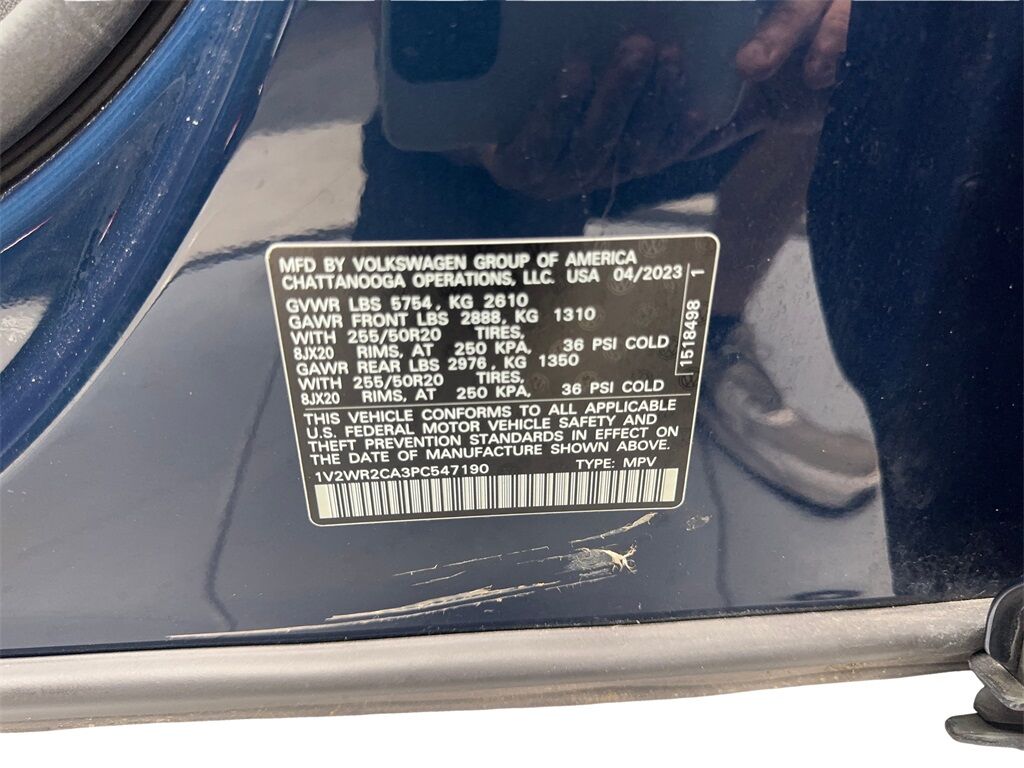 MFD BY VOLKSWAGEN GROUP OF AMERICA
CHATTANOOGA OPERATIONS, LLC. USA 04/2023
GVWR LBS 5754, KG 2610
GAWR FRONT LBS 2888, KG 1310
WITH 255/50R20 TIRES,
8JX20 RIMS, AT 250 KPA, 36 PSI COLD
GAWR REAR LBS 2976, KG 1350
WITH 255/50R20 TIRES,
8JX20 RIMS, AT 250 KPA, 36 PSI COLD
THIS VEHICLE CONFORMS TO ALL APPLICABLE
U.S. FEDERAL MOTOR VEHICLE SAFETY AND
THEFT PREVENTION STANDARDS IN EFFECT ON
THE DATE OF MANUFACTURE SHOWN ABOVE.
1V2WR2CA3PC547190 TYPE: MPV
1518498 1